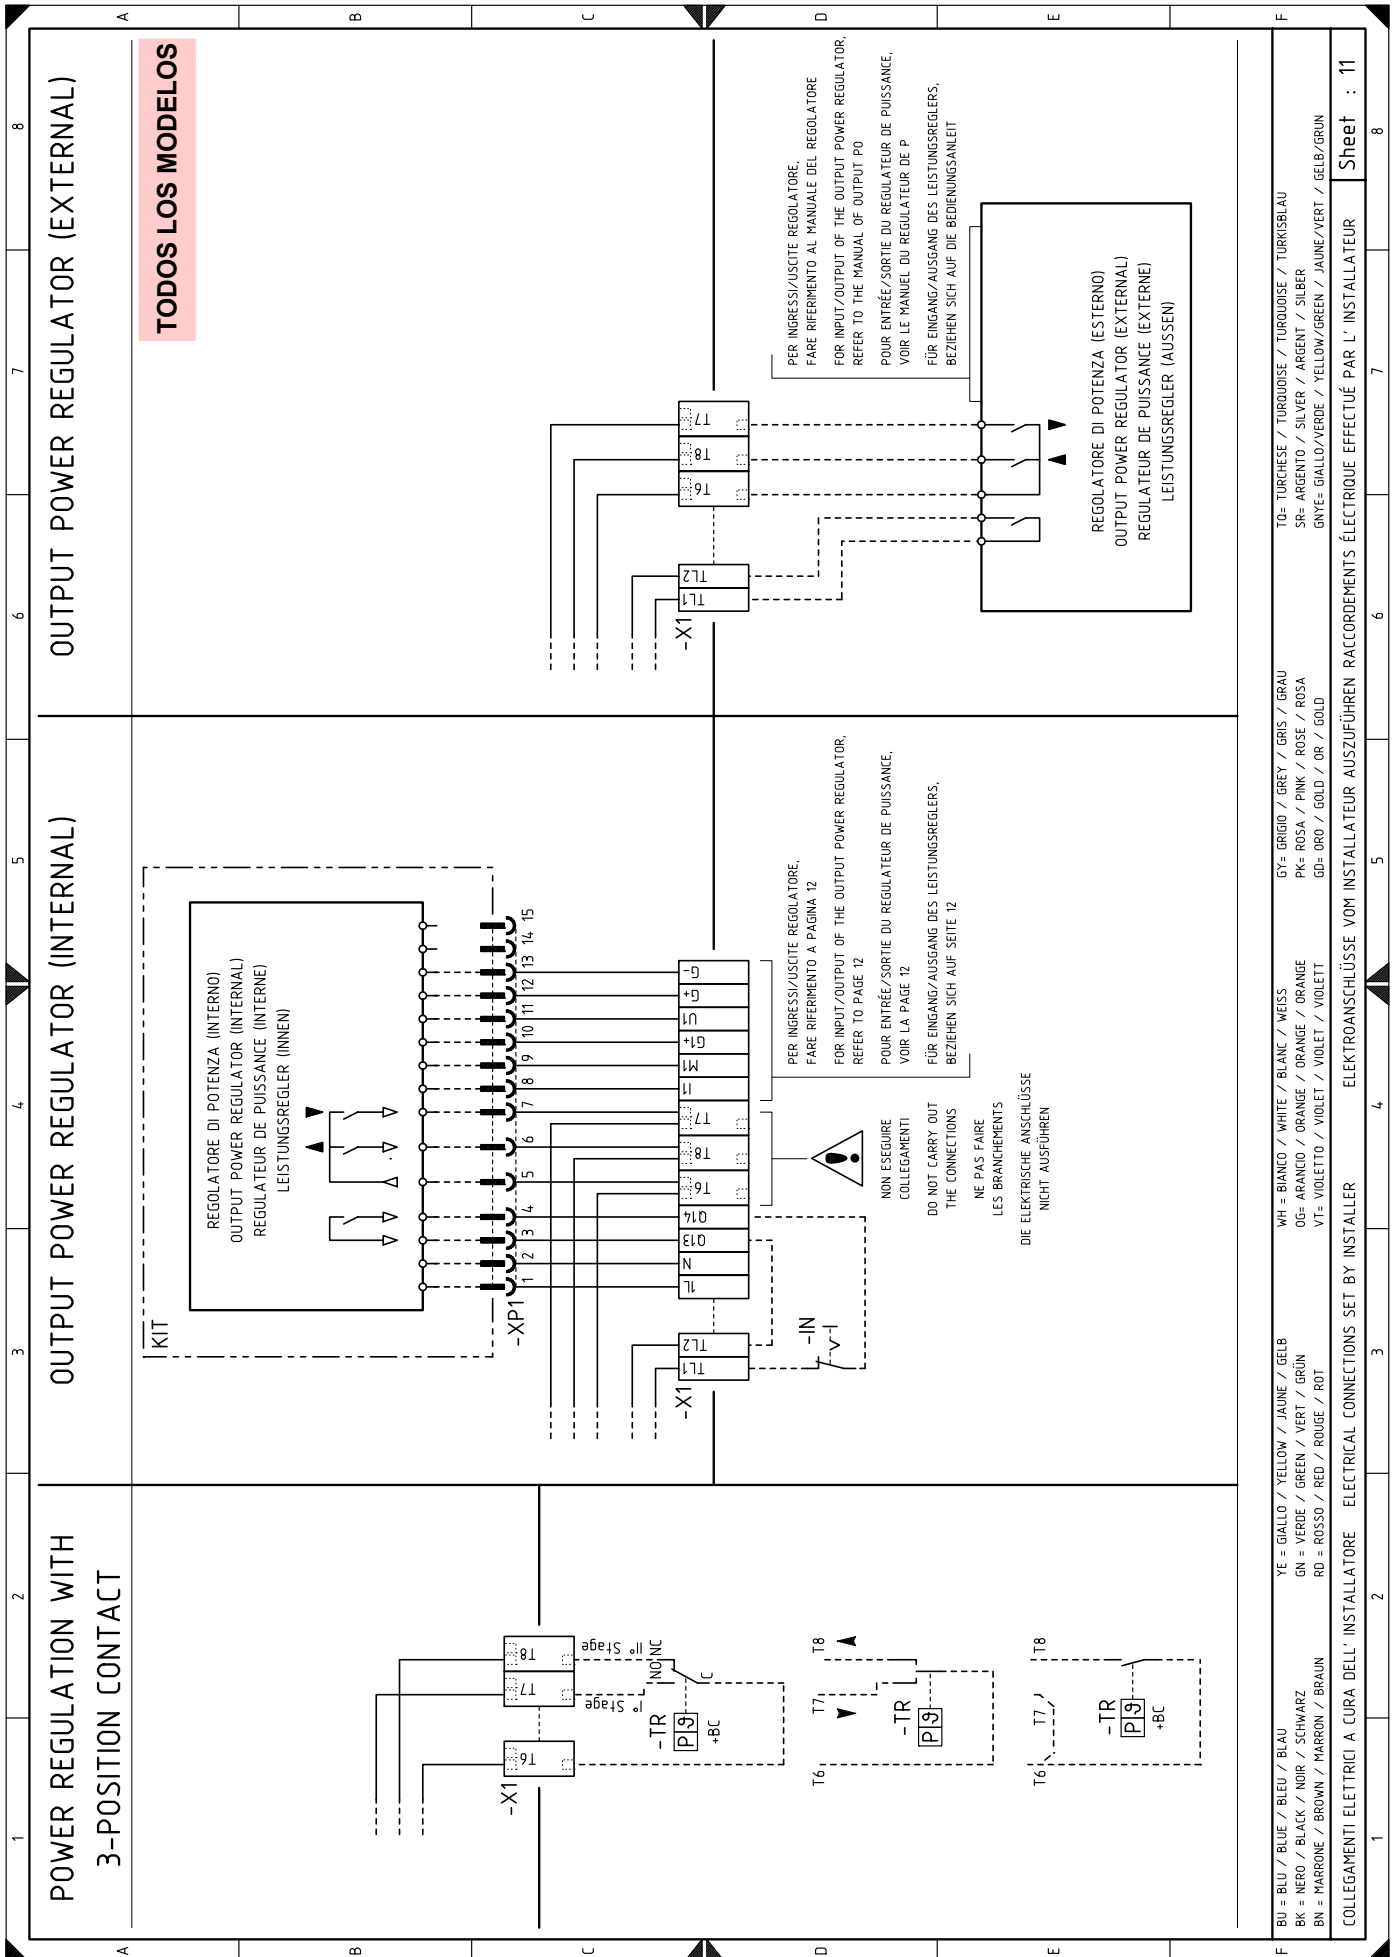 1 2 3 4 5 6 7 8
POWER REGULATION WITH
3-POSITION CONTACT
-X1
T6
T7
T8
I° Stage
II° Stage
NO
NC
C
-TR
P ϑ
+BC
T6
T7
T8
-TR
P ϑ
T6
T7
T8
-TR
P ϑ
+BC
OUTPUT POWER REGULATOR (INTERNAL)
KIT
REGOLATORE DI POTENZA (INTERNO)
OUTPUT POWER REGULATOR (INTERNAL)
REGULATEUR DE PUISSANCE (INTERNE)
LEISTUNGSREGLER (INNEN)
-XP1
1 2 3 4 5 6 7 8 9 10 11 12 13 14 15
-X1
TL1 TL2 1L N Q13 Q14 T6 T8 T7 I1 M1 G1+ U1 G+ G-
-IN
PER INGRESSI/USCITE REGOLATORE,
FARE RIFERIMENTO A PAGINA 12
FOR INPUT/OUTPUT OF THE OUTPUT POWER REGULATOR,
REFER TO PAGE 12
POUR ENTRÉE/SORTIE DU REGULATEUR DE PUISSANCE,
VOIR LA PAGE 12
FÜR EINGANG/AUSGANG DES LEISTUNGSREGLERS,
BEZIEHEN SICH AUF SEITE 12
NON ESEGUIRE
COLLEGAMENTI
DO NOT CARRY OUT
THE CONNECTIONS
NE PAS FAIRE
LES BRANCHEMENTS
DIE ELEKTRISCHE ANSCHLÜSSE
NICHT AUSFÜHREN
OUTPUT POWER REGULATOR (EXTERNAL)
TODOS LOS MODELOS
-X1
TL1 TL2 T6 T8 T7
PER INGRESSI/USCITE REGOLATORE,
FARE RIFERIMENTO AL MANUALE DEL REGOLATORE
FOR INPUT/OUTPUT OF THE OUTPUT POWER REGULATOR,
REFER TO THE MANUAL OF OUTPUT PO
POUR ENTRÉE/SORTIE DU REGULATEUR DE PUISSANCE,
VOIR LE MANUEL DU REGULATEUR DE P
FÜR EINGANG/AUSGANG DES LEISTUNGSREGLERS,
BEZIEHEN SICH AUF DIE BEDIENUNGSANLEIT
REGOLATORE DI POTENZA (ESTERNO)
OUTPUT POWER REGULATOR (EXTERNAL)
REGULATEUR DE PUISSANCE (EXTERNE)
LEISTUNGSREGLER (AUSSEN)
A B C D E F
A B C D E F
BU = BLU / BLUE / BLEU / BLAU
BK = NERO / BLACK / NOIR / SCHWARZ
BN = MARRONE / BROWN / MARRON / BRAUN
YE = GIALLO / YELLOW / JAUNE / GELB
GN = VERDE / GREEN / VERT / GRÜN
RD = ROSSO / RED / ROUGE / ROT
WH = BIANCO / WHITE / BLANC / WEISS
OG= ARANCIO / ORANGE / ORANGE / ORANGE
VT= VIOLETTO / VIOLET / VIOLET / VIOLETT
GY= GRIGIO / GREY / GRIS / GRAU
PK= ROSA / PINK / ROSE / ROSA
GD= ORO / GOLD / OR / GOLD
TQ= TURCHESE / TURQUOISE / TURQUOISE / TURKISBLAU
SR= ARGENTO / SILVER / ARGENT / SILBER
GNYE= GIALLO/VERDE / YELLOW/GREEN / JAUNE/VERT / GELB/GRUN
COLLEGAMENTI ELETTRICI A CURA DELL' INSTALLATORE ELECTRICAL CONNECTIONS SET BY INSTALLER ELEKTROANSCHLÜSSE VOM INSTALLATEUR AUSZUFÜHREN RACCORDEMENTS ÉLECTRIQUE EFFECTUÉ PAR L' INSTALLATEUR
Sheet : 11
1 2 3 4 5 6 7 8